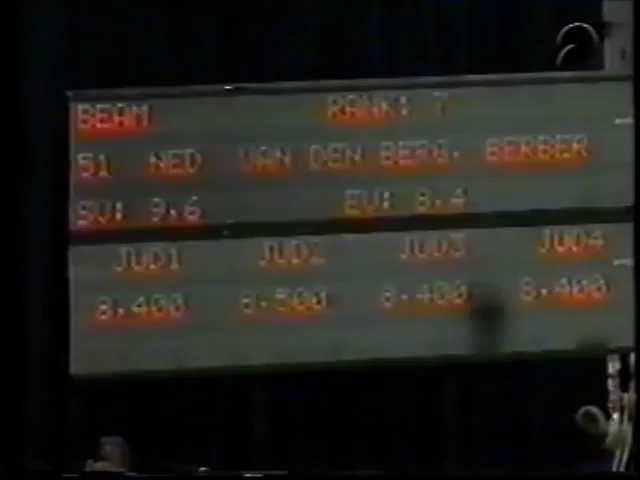 BEAM RANK: 7
51 NED VAN DEN BERG, BERBER
SV: 9.6 EV: 8.4
JUD1 JUD2 JUD3 JUD4
8.400 8.500 8.400 8.400